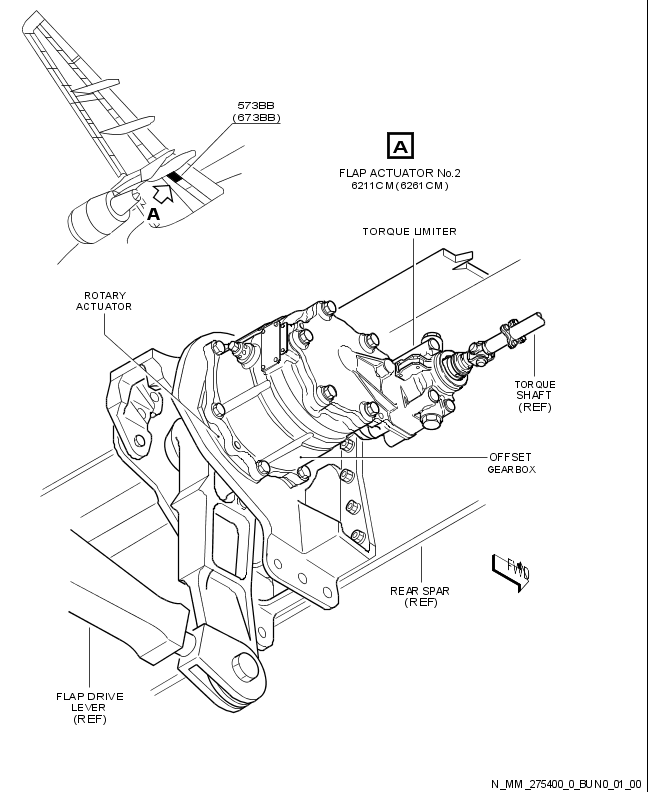 573BB
(673BB)
A
A
FLAP ACTUATOR No.2
6211CM(6261CM)
TORQUE LIMITER
ROTARY
ACTUATOR
TORQUE
SHAFT
(REF)
OFFSET
GEARBOX
FWD
REAR SPAR
(REF)
FLAP DRIVE
LEVER
(REF)
N_MM_275400_0_BUN0_01_00